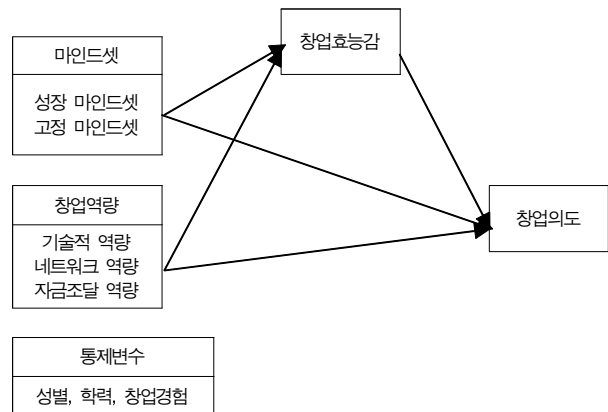 창업효능감
마인드셋
성장 마인드셋
고정 마인드셋
창업역량
기술적 역량
네트워크 역량
자금조달 역량
창업의도
통제변수
성별, 학력, 창업경험